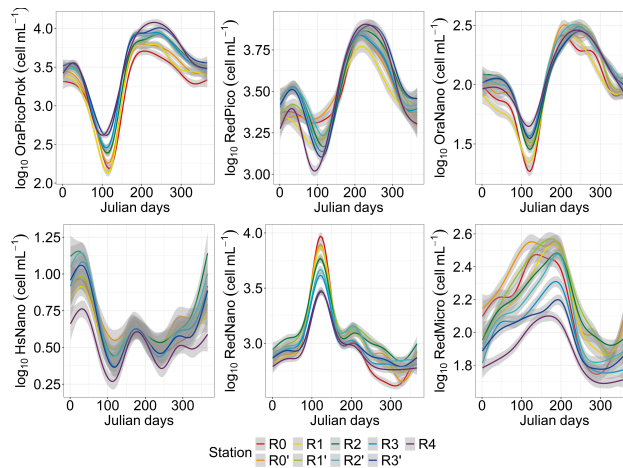 log10 OraPicoProk (cell mL−1)
4.0
3.5
3.0
2.5
2.0
0 100 200 300
Julian days
log10 RedPico (cell mL−1)
3.75
3.50
3.25
3.00
0 100 200 300
Julian days
log10 OraNano (cell mL−1)
2.0
1.5
0 100 200 300
Julian days
log10 HsNano (cell mL−1)
1.25
1.00
0.75
0.50
0.25
0 100 200 300
Julian days
log10 RedNano (cell mL−1)
4.0
3.5
3.0
0 100 200 300
Julian days
log10 RedMicro (cell mL−1)
2.6
2.4
2.2
2.0
1.8
0 100 200 300
Julian days
Station R0 R1 R2 R3 R4
R0' R1' R2' R3'